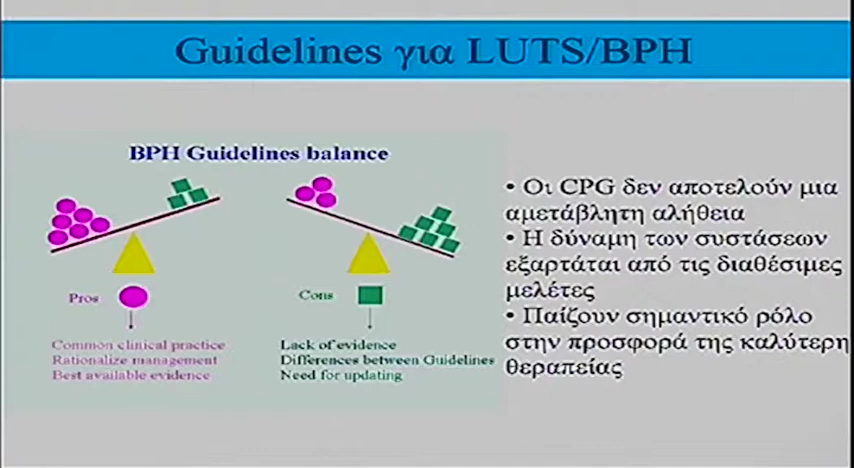 Guidelines για LUTS/BPH
BPH Guidelines balance
Pros
Common clinical practice
Rationalize management
Best available evidence
Cons
Lack of evidence
Differences between Guidelines
Need for updating
• Οι CPG δεν αποτελούν μια
αμετάβλητη αλήθεια
• Η δύναμη των συστάσεων
εξαρτάται από τις διαθέσιμες
μελέτες
• Παίζουν σημαντικό ρόλο
στην προσφορά της καλύτερη
θεραπείας